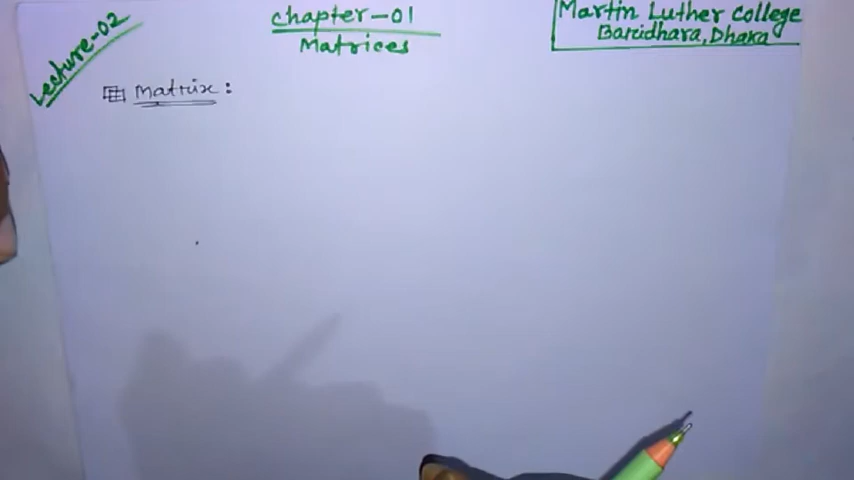 Lecture-02
chapter-01
Matrices
Martin Luther College
Baridhara, Dhaka
Matrix :